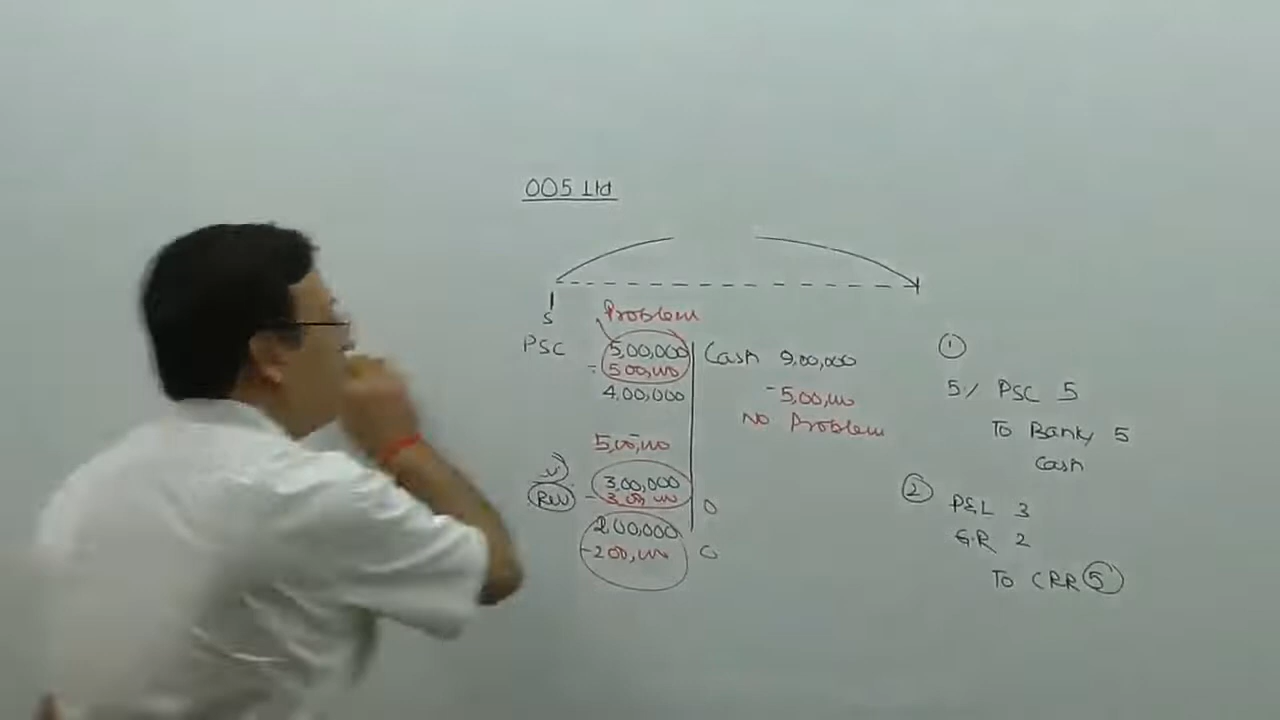 005 Ltd
S
Problem
PSC 5,00,000 Cash 9,00,000
- 5,00,000 - 5,00,000
4,00,000 No Problem
5,00,000
3,00,000
- 3,00,000 0
2,00,000
- 2,00,000 0
①
5% PSC 5
To Bank 5
Cash
②
P&L 3
G.R 2
To CRR 5